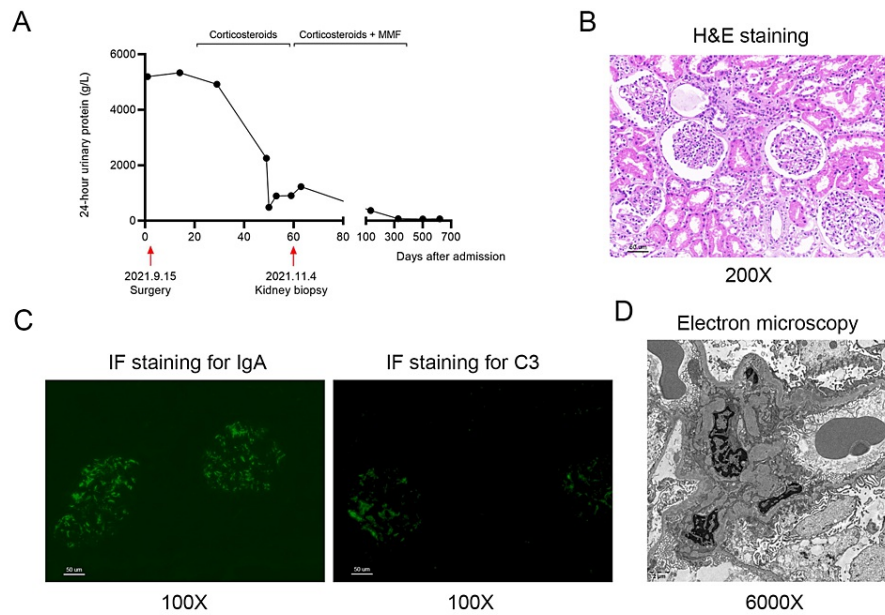 A
Corticosteroids
Corticosteroids + MMF
24-hour urinary protein (g/L)
6000
4000
2000
0
0
20
40
60
80
100
300
500
700
Days after admission
2021.9.15
Surgery
2021.11.4
Kidney biopsy
B
H&E staining
50 um
200X
C
IF staining for IgA
50 um
100X
IF staining for C3
50 um
100X
D
Electron microscopy
6000X